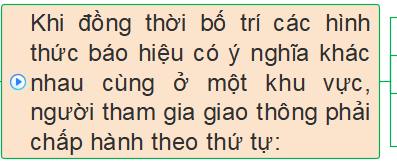 Khi đồng thời bố trí các hình
thức báo hiệu có ý nghĩa khác
nhau cùng ở một khu vực,
người tham gia giao thông phải
chấp hành theo thứ tự: